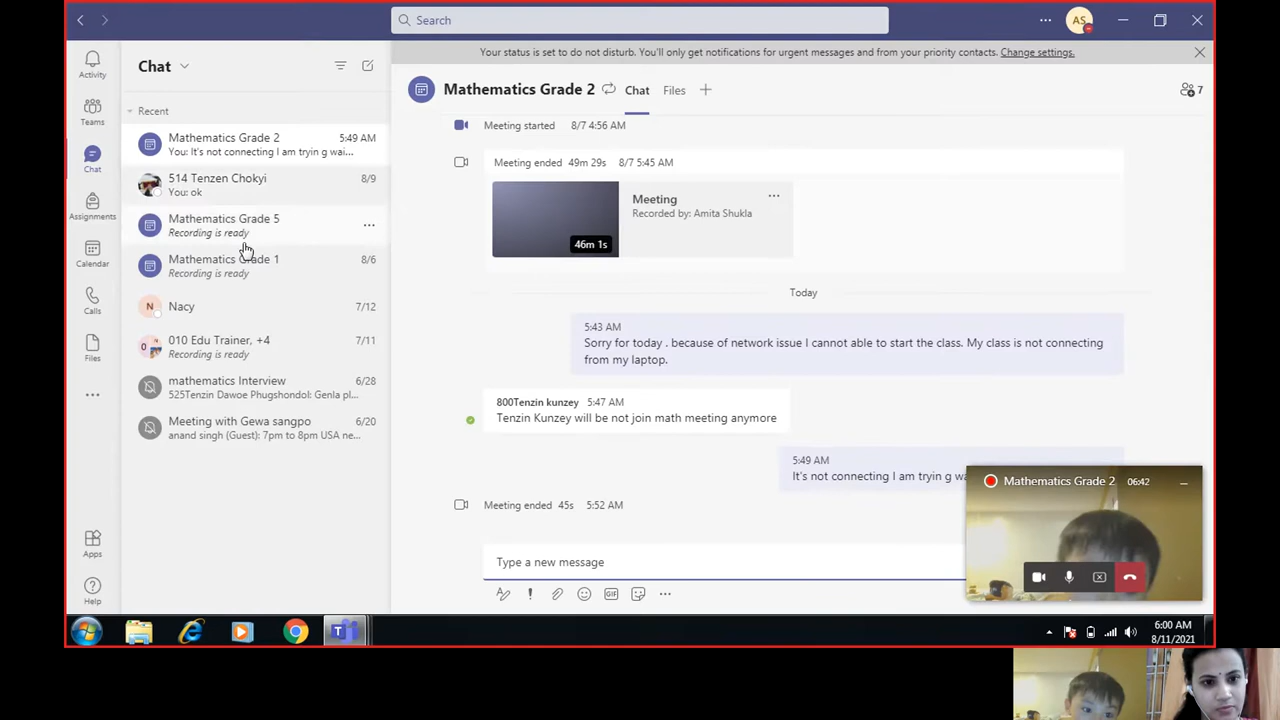 Search
AS
Your status is set to do not disturb. You'll only get notifications for urgent messages and from your priority contacts. Change settings.
Activity
Teams
Chat
Assignments
Calendar
Calls
Files
Apps
Help
Chat
Recent
Mathematics Grade 2 5:49 AM
You: It's not connecting I am tryin g wai...
514 Tenzen Chokyi 8/9
You: ok
Mathematics Grade 5
Recording is ready
Mathematics Grade 1 8/6
Recording is ready
N Nacy 7/12
010 Edu Trainer, +4 7/11
Recording is ready
mathematics Interview 6/28
525Tenzin Dawoe Phugshondol: Genla pl...
Meeting with Gewa sangpo 6/20
anand singh (Guest): 7pm to 8pm USA ne...
Mathematics Grade 2 Chat Files 7
Meeting started 8/7 4:56 AM
Meeting ended 49m 29s 8/7 5:45 AM
Meeting
Recorded by: Amita Shukla
46m 1s
Today
5:43 AM
Sorry for today . because of network issue I cannot able to start the class. My class is not connecting
from my laptop.
800Tenzin kunzey 5:47 AM
Tenzin Kunzey will be not join math meeting anymore
5:49 AM
It's not connecting I am tryin g wa
Meeting ended 45s 5:52 AM
Type a new message
GIF
Mathematics Grade 2 06:42
6:00 AM
8/11/2021